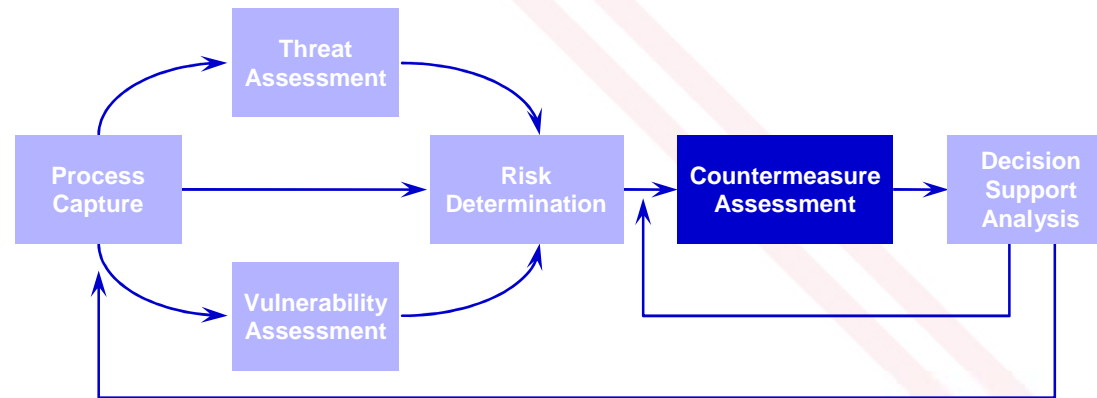 Threat
Assessment
Process
Capture
Risk
Determination
Countermeasure
Assessment
Decision
Support
Analysis
Vulnerability
Assessment